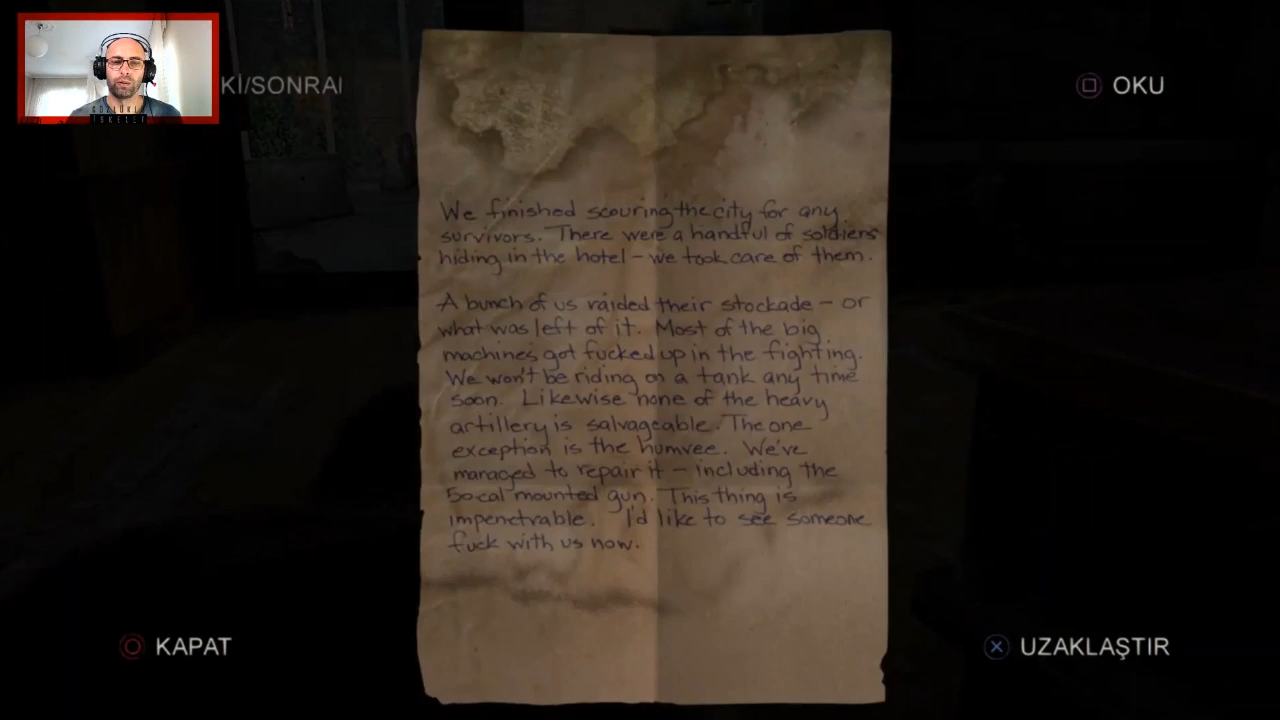 Kİ/SONRAI
OKU
We finished scouring the city for any
survivors. There were a handful of soldiers
hiding in the hotel – we took care of them.
A bunch of us raided their stockade – or
what was left of it. Most of the big
machines got fucked up in the fighting.
We won't be riding on a tank any time
soon. Likewise none of the heavy
artillery is salvageable. The one
exception is the humvee. We've
managed to repair it – including the
50 cal mounted gun. This thing is
impenetrable. I'd like to see someone
fuck with us now.
KAPAT
UZAKLAŞTIR